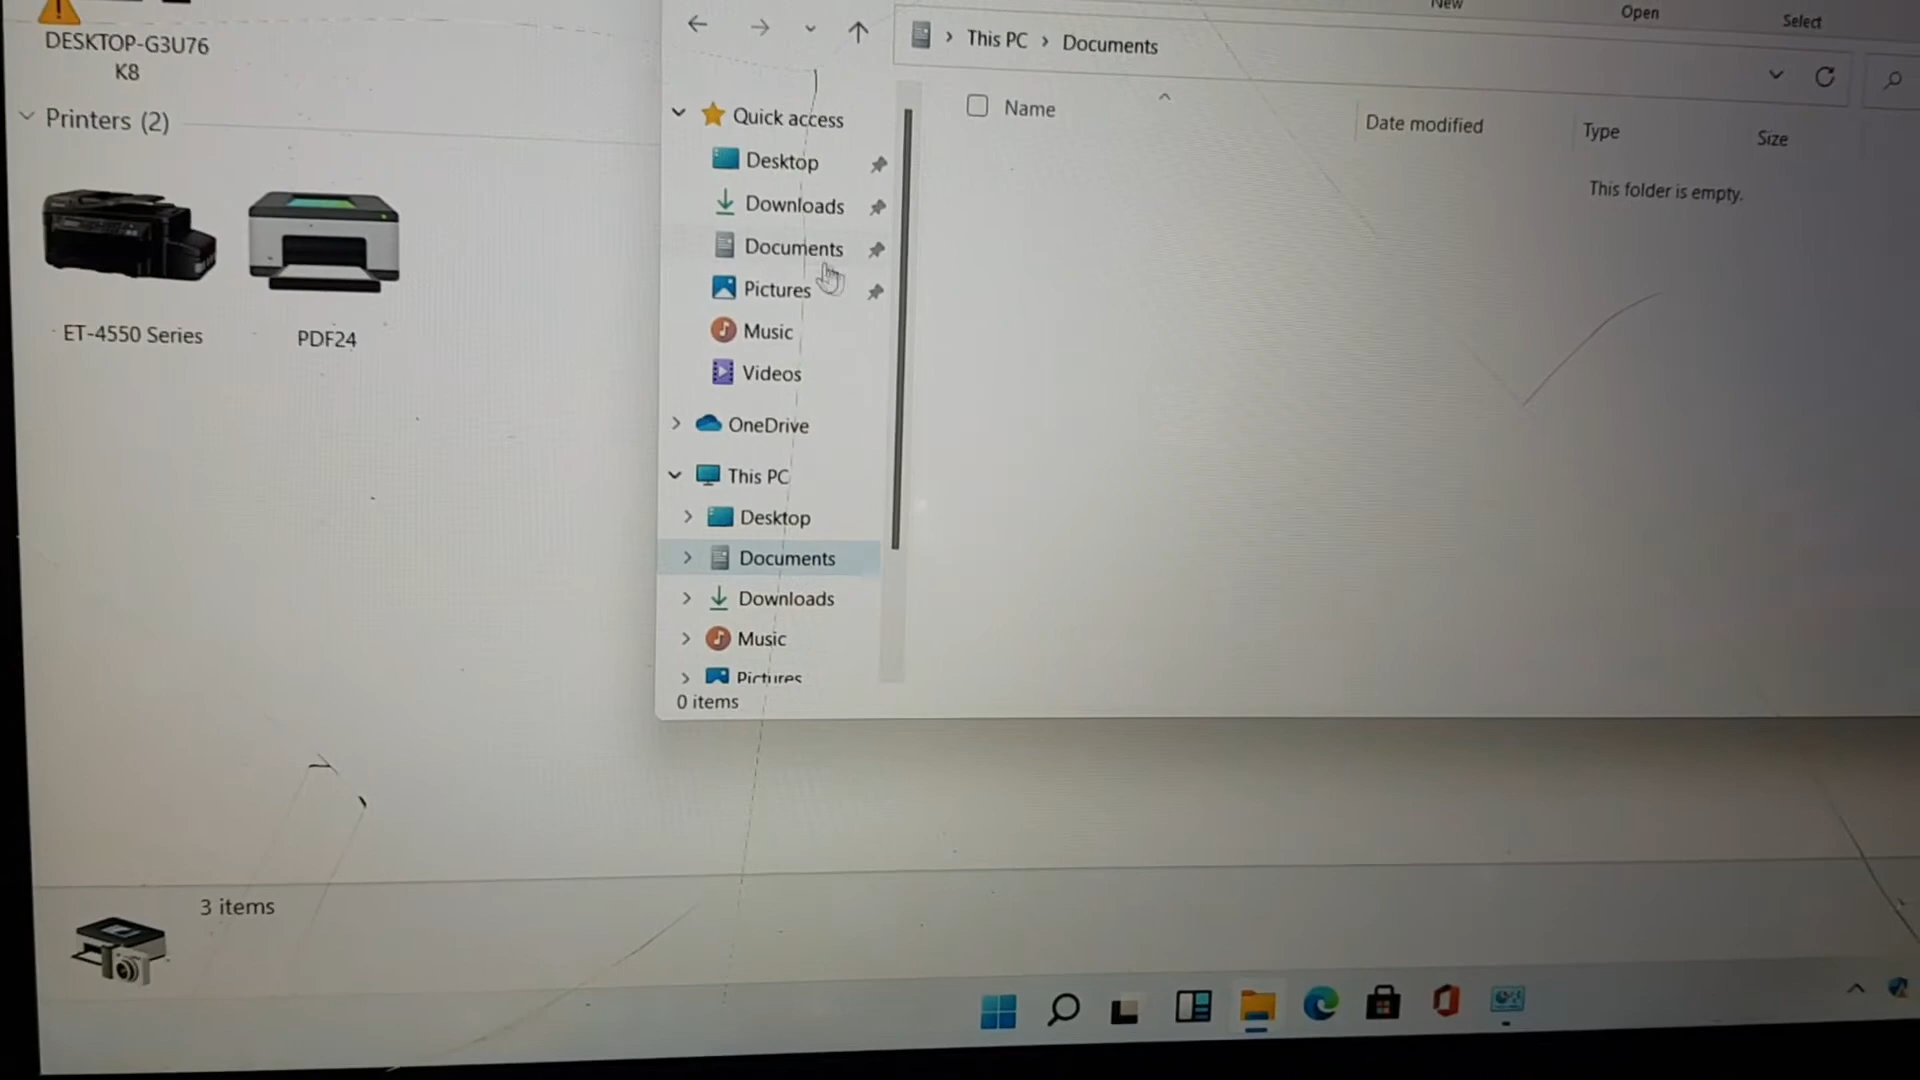 DESKTOP-G3U76
K8
Printers (2)
ET-4550 Series
PDF24
3 items
New
Open
Select
This PC
Documents
Name
Date modified
Type
Size
This folder is empty.
Quick access
Desktop
Downloads
Documents
Pictures
Music
Videos
OneDrive
This PC
Desktop
Documents
Downloads
Music
Pictures
0 items